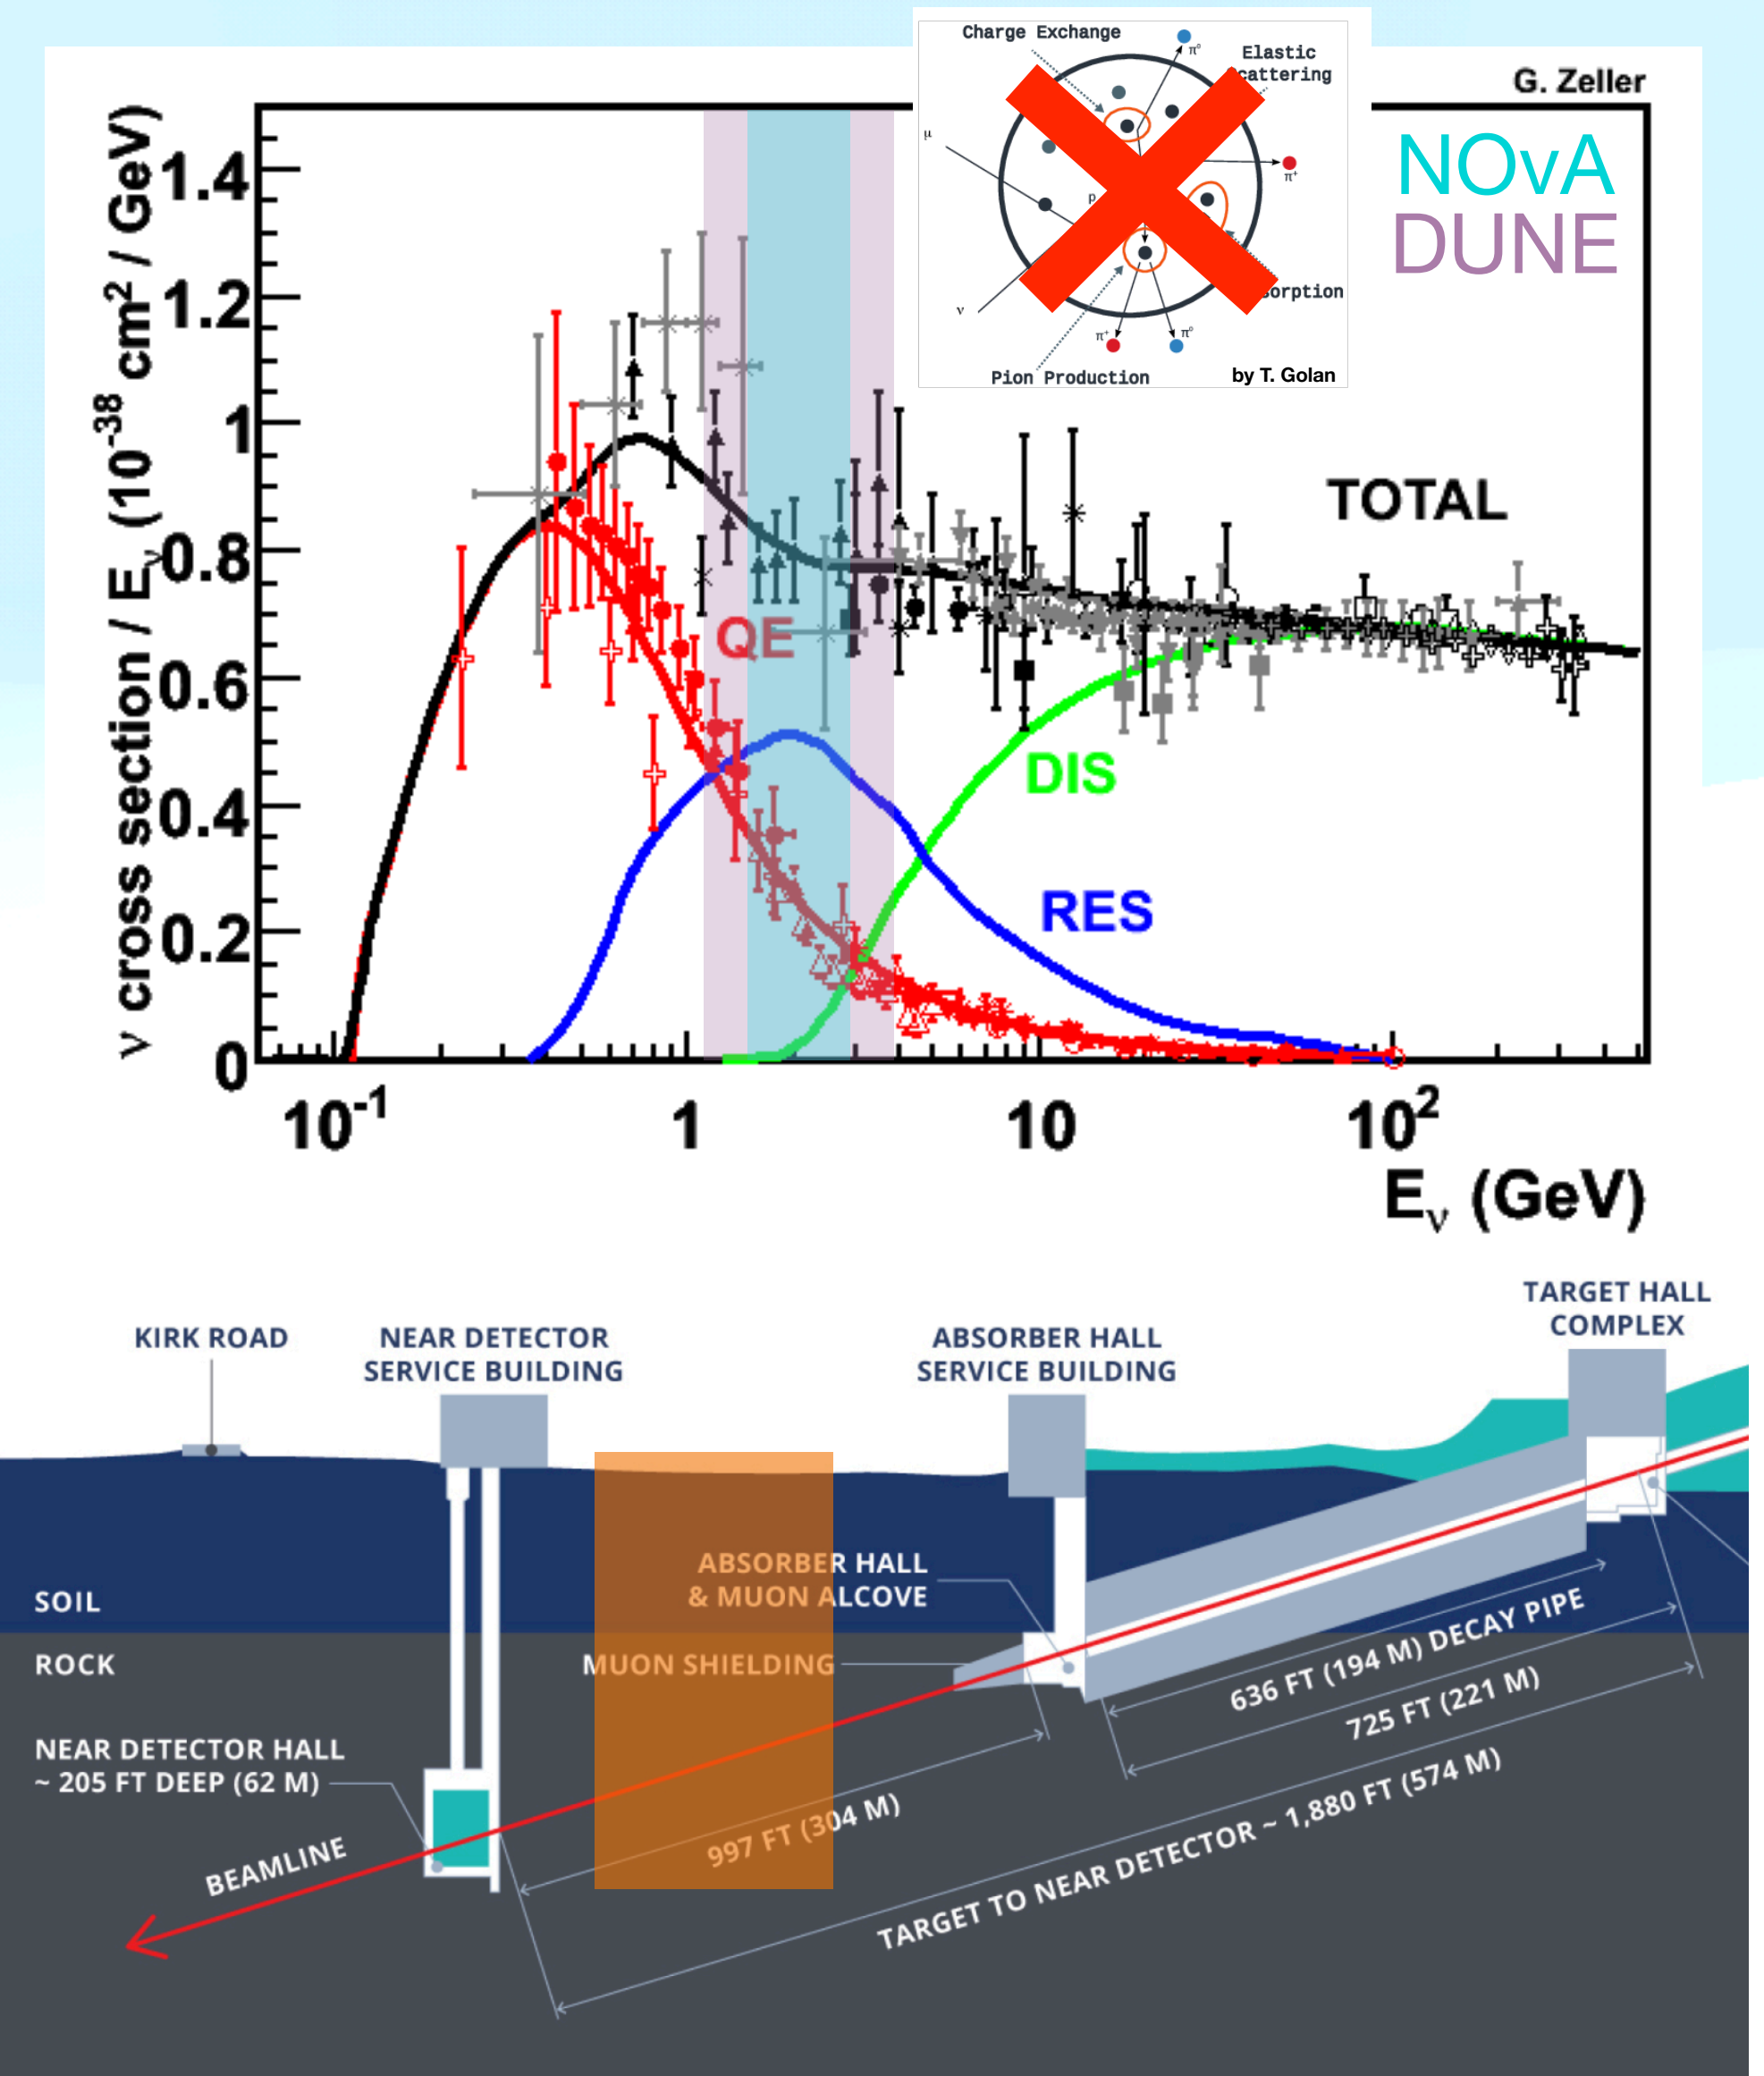 Charge Exchange
π⁰
Elastic
Scattering
μ
π⁺
p
ν
π⁺
π⁰
Pion Production
by T. Golan
G. Zeller
NOνA
DUNE
ν cross section / Eν (10⁻³⁸ cm² / GeV)
1.4
1.2
1
0.8
0.6
0.4
0.2
0
TOTAL
QE
DIS
RES
10⁻¹
1
10
10²
Eν (GeV)
TARGET HALL
COMPLEX
KIRK ROAD
NEAR DETECTOR
SERVICE BUILDING
ABSORBER HALL
SERVICE BUILDING
ABSORBER HALL
& MUON ALCOVE
SOIL
ROCK
MUON SHIELDING
636 FT (194 M) DECAY PIPE
725 FT (221 M)
NEAR DETECTOR HALL
~ 205 FT DEEP (62 M)
997 FT (304 M)
TARGET TO NEAR DETECTOR ~ 1,880 FT (574 M)
BEAMLINE